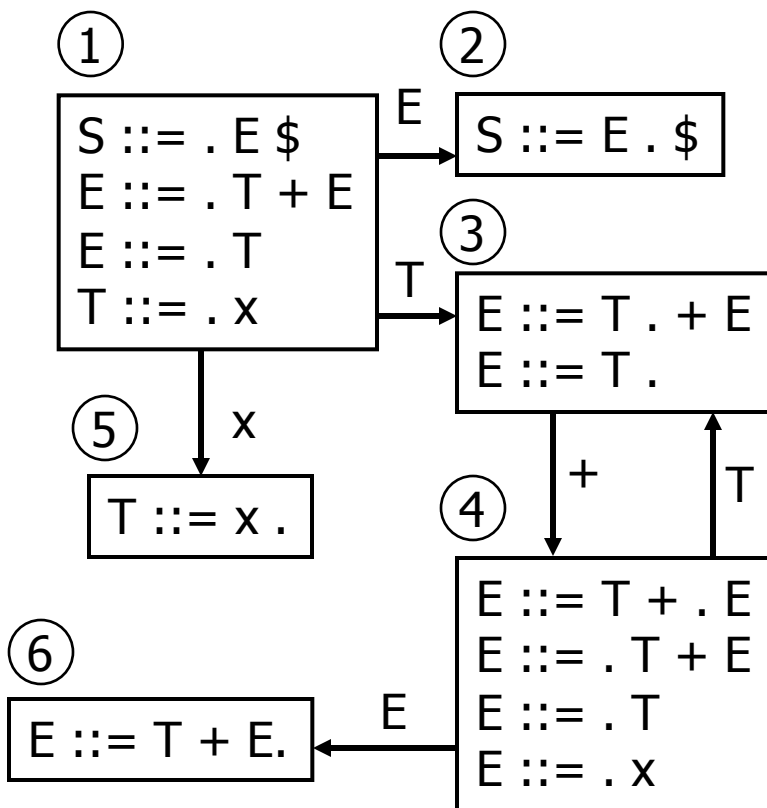 1
2
S ::= . E $
E ::= . T + E
E ::= . T
T ::= . x
E
S ::= E . $
3
T
E ::= T . + E
E ::= T .
5
x
T ::= x .
+
T
4
E ::= T + . E
E ::= . T + E
E ::= . T
E ::= . x
6
E ::= T + E.
E